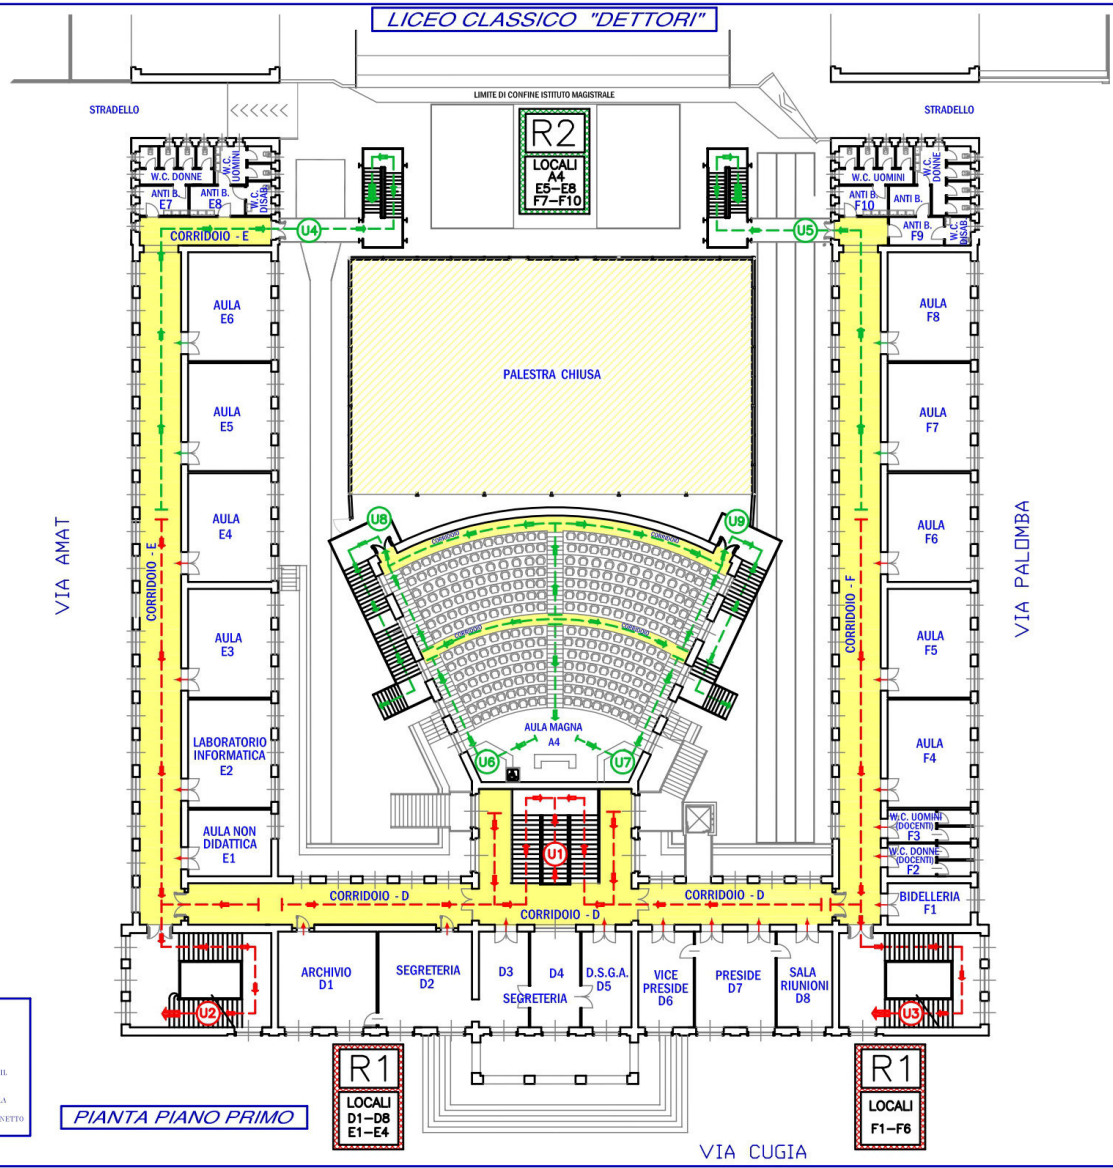 LICEO CLASSICO "DETTORI"
LIMITE DI CONFINE ISTITUTO MAGISTRALE
STRADELLO
STRADELLO
R2
LOCALI
A4
E5-E8
F7-F10
W.C. DONNE
W.C.
UOMINI
ANTI B.
E7
ANTI B.
E8
W.C.
DISAB.
CORRIDOIO - E
U4
U5
W.C. UOMINI
W.C.
DONNE
ANTI B.
F10
ANTI B.
ANTI B.
F9
W.C.
DISAB.
AULA
E6
AULA
E5
AULA
E4
AULA
E3
LABORATORIO
INFORMATICA
E2
AULA NON
DIDATTICA
E1
CORRIDOIO - E
VIA AMAT
PALESTRA CHIUSA
U8
U9
AULA MAGNA
A4
U6
U7
U1
AULA
F8
AULA
F7
AULA
F6
AULA
F5
AULA
F4
W.C. UOMINI
(DOCENTI)
F3
W.C. DONNE
(DOCENTI)
F2
BIDELLERIA
F1
CORRIDOIO - F
VIA PALOMBA
CORRIDOIO - D
CORRIDOIO - D
CORRIDOIO - D
ARCHIVIO
D1
SEGRETERIA
D2
D3
D4
SEGRETERIA
D.S.G.A.
D5
VICE
PRESIDE
D6
PRESIDE
D7
SALA
RIUNIONI
D8
U2
U3
R1
LOCALI
D1-D8
E1-E4
R1
LOCALI
F1-F6
IL
LA
NETTO
PIANTA PIANO PRIMO
VIA CUGIA